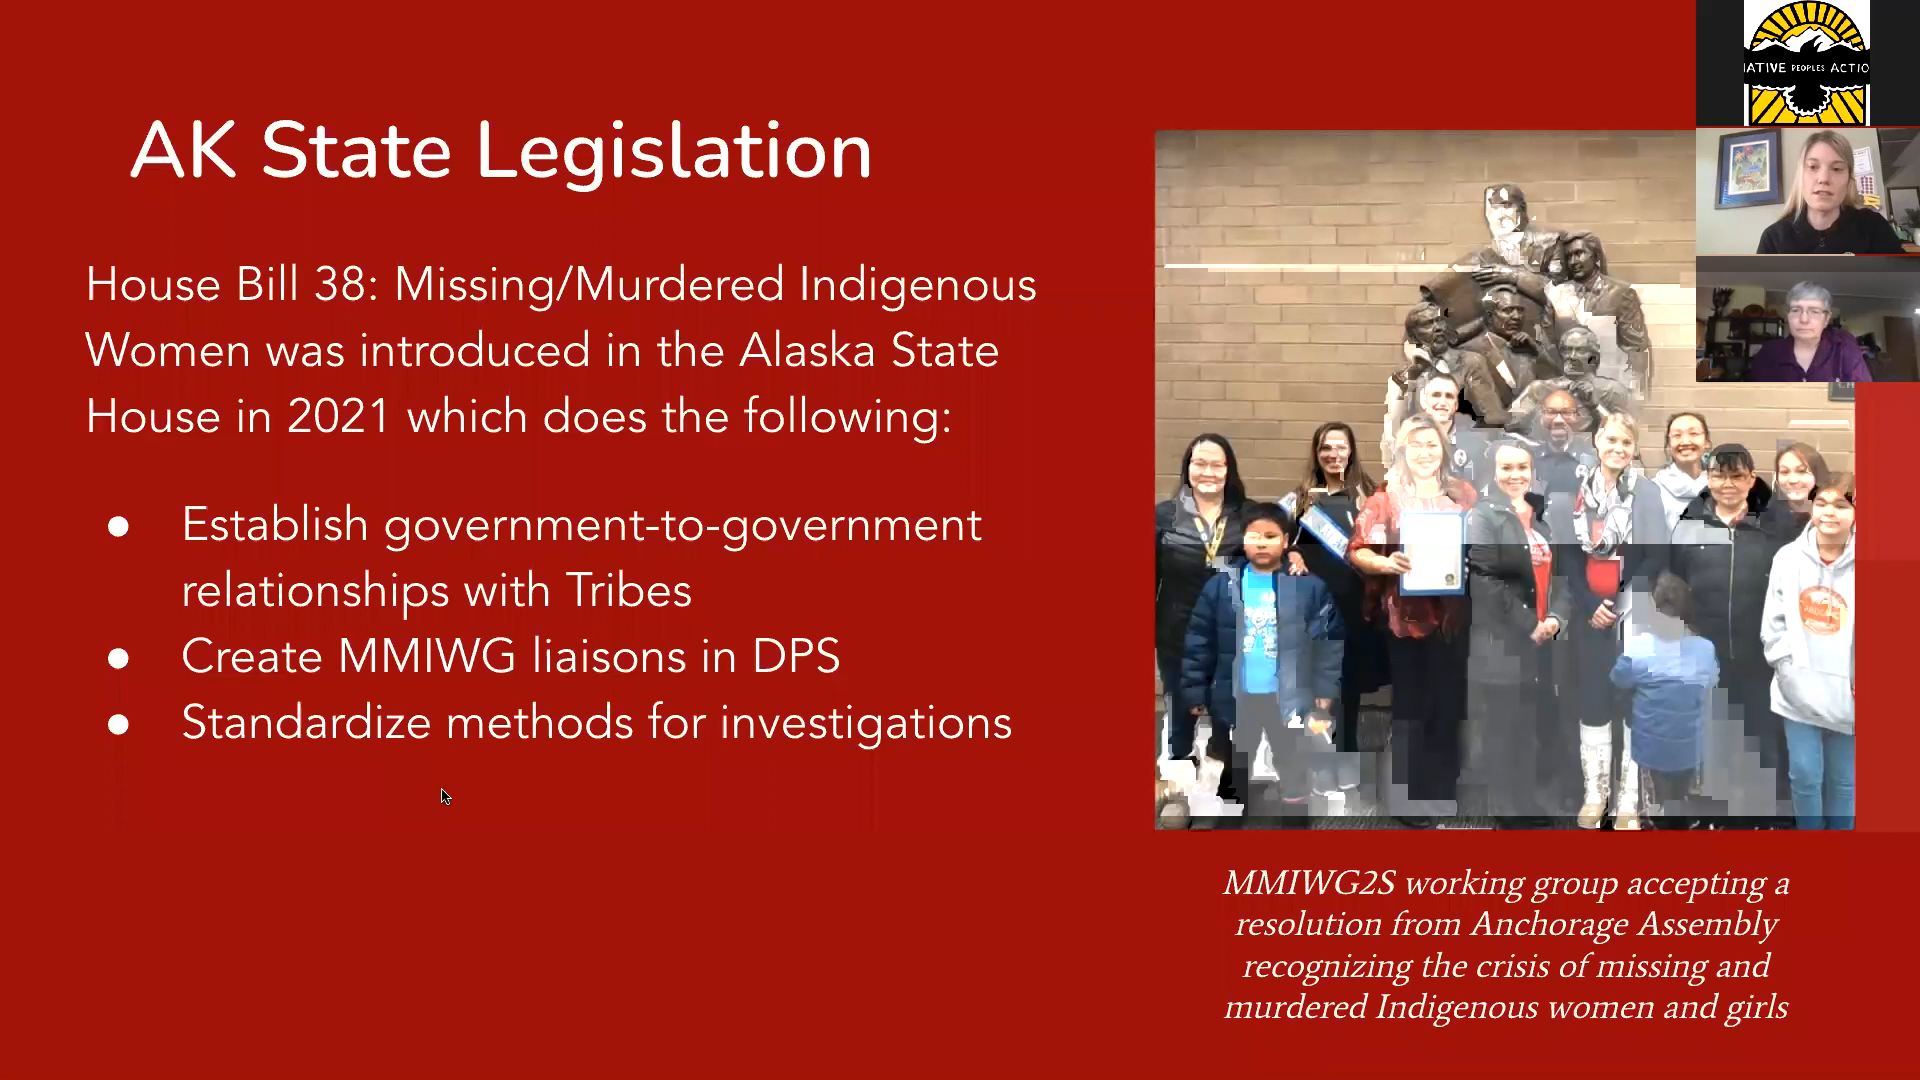 AK State Legislation
House Bill 38: Missing/Murdered Indigenous
Women was introduced in the Alaska State
House in 2021 which does the following:
● Establish government-to-government
relationships with Tribes
● Create MMIWG liaisons in DPS
● Standardize methods for investigations
MMIWG2S working group accepting a
resolution from Anchorage Assembly
recognizing the crisis of missing and
murdered Indigenous women and girls
ATIVE PEOPLES ACTIO